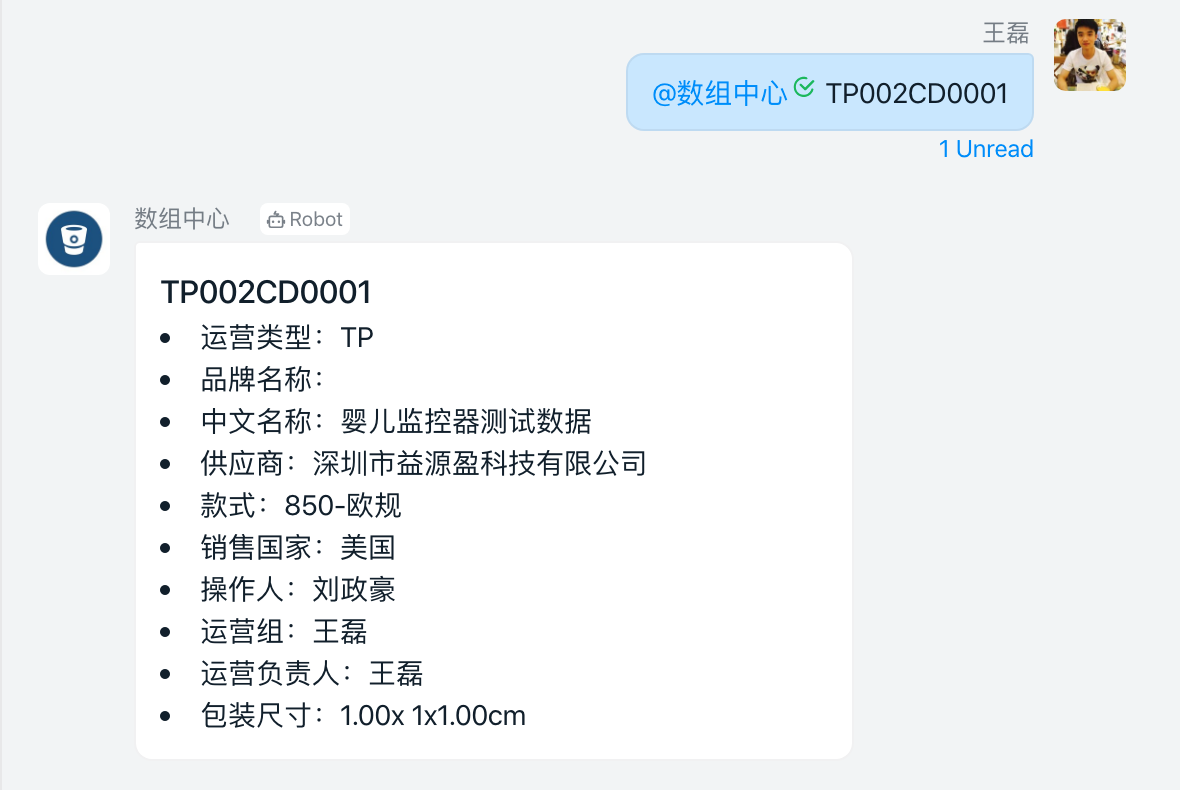 王磊
@数组中心 TP002CD0001
1 Unread
数组中心 Robot
TP002CD0001
• 运营类型：TP
• 品牌名称：
• 中文名称：婴儿监控器测试数据
• 供应商：深圳市益源盈科技有限公司
• 款式：850-欧规
• 销售国家：美国
• 操作人：刘政豪
• 运营组：王磊
• 运营负责人：王磊
• 包装尺寸：1.00x 1x1.00cm